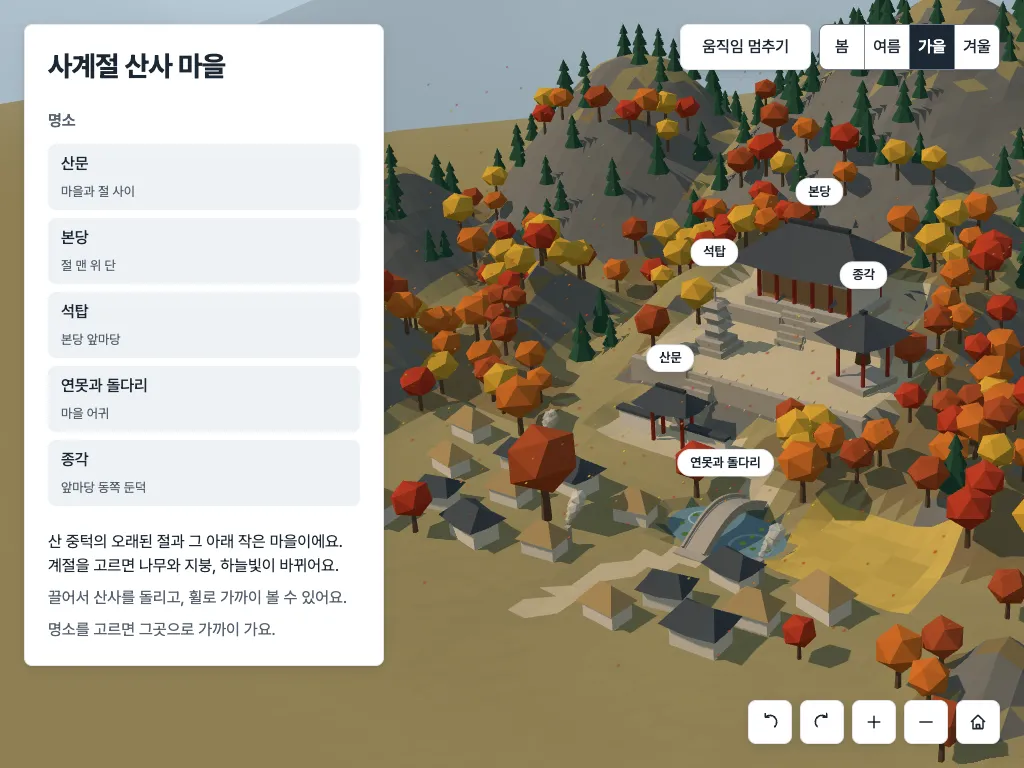 사계절 산사 마을
명소
산문
마을과 절 사이
본당
절 맨 위 단
석탑
본당 앞마당
연못과 돌다리
마을 어귀
종각
앞마당 동쪽 둔덕
산 중턱의 오래된 절과 그 아래 작은 마을이에요.
계절을 고르면 나무와 지붕, 하늘빛이 바뀌어요.
끌어서 산사를 돌리고, 휠로 가까이 볼 수 있어요.
명소를 고르면 그곳으로 가까이 가요.
움직임 멈추기
봄 여름 가을 겨울
본당
석탑
종각
산문
연못과 돌다리